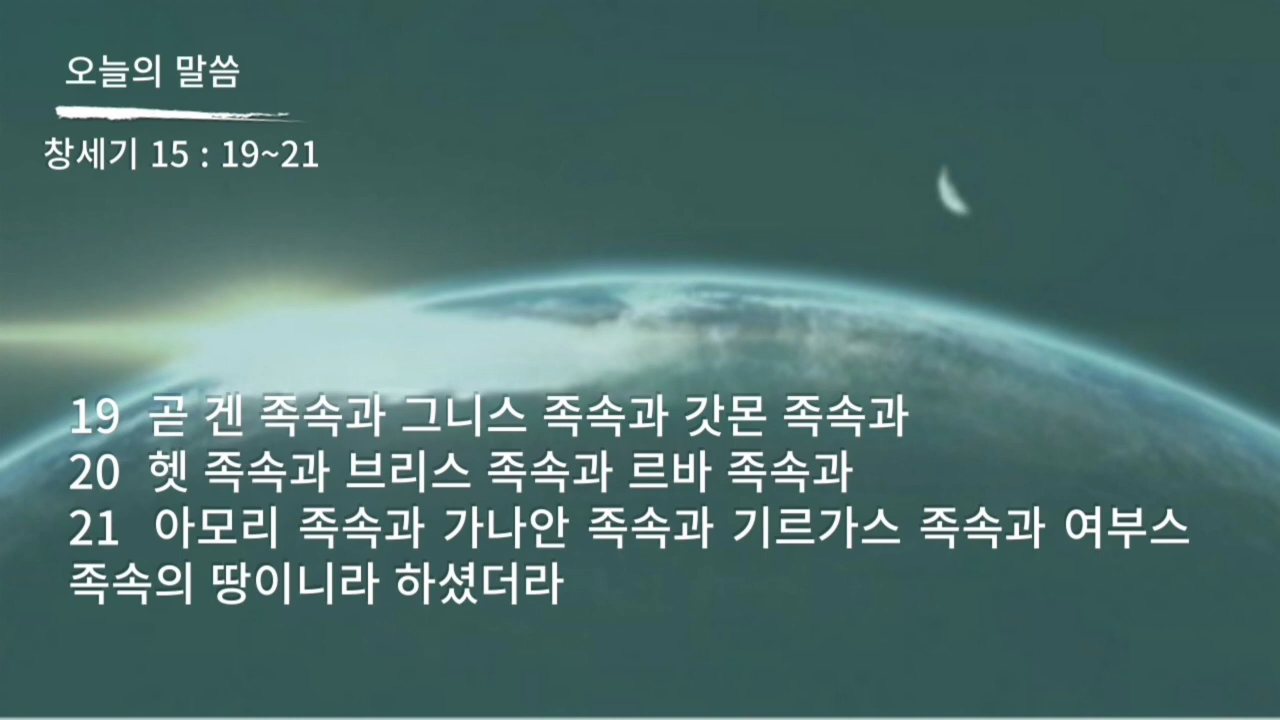 오늘의 말씀
창세기 15 : 19~21
19 곧 겐 족속과 그니스 족속과 갓몬 족속과
20 헷 족속과 브리스 족속과 르바 족속과
21 아모리 족속과 가나안 족속과 기르가스 족속과 여부스
족속의 땅이니라 하셨더라